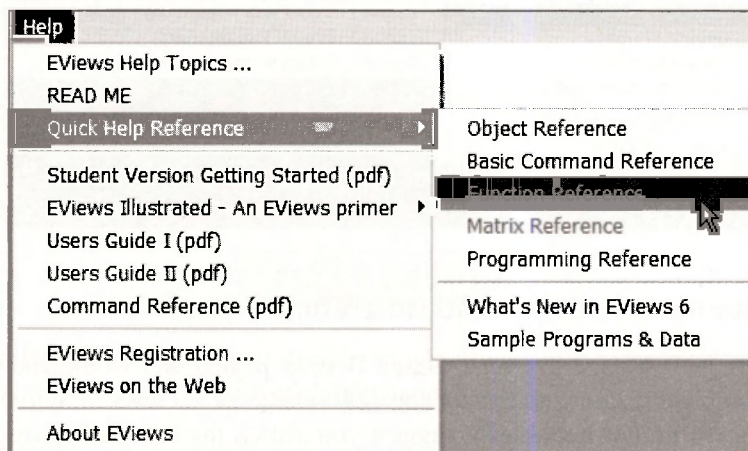 Help
EViews Help Topics ...
READ ME
Quick Help Reference
Student Version Getting Started (pdf)
EViews Illustrated - An EViews primer
Users Guide I (pdf)
Users Guide II (pdf)
Command Reference (pdf)
EViews Registration ...
EViews on the Web
About EViews
Object Reference
Basic Command Reference
Function Reference
Matrix Reference
Programming Reference
What's New in EViews 6
Sample Programs & Data